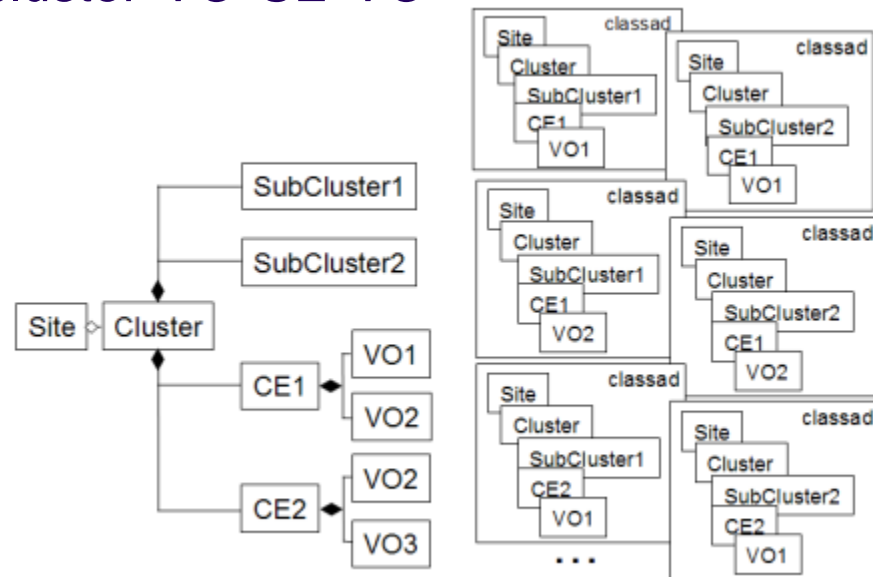 SubCluster1
SubCluster2
Site
Cluster
CE1
VO1
VO2
CE2
VO2
VO3
classad
Site
Cluster
SubCluster1
CE1
VO1
classad
Site
Cluster
SubCluster2
CE1
VO1
classad
Site
Cluster
SubCluster1
CE1
VO2
classad
Site
Cluster
SubCluster2
CE1
VO2
classad
Site
Cluster
SubCluster1
CE2
VO1
classad
Site
Cluster
SubCluster2
CE2
VO1
...